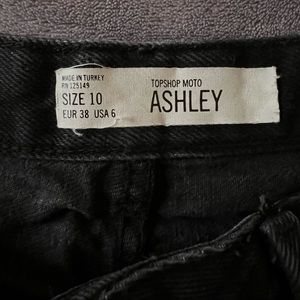 MADE IN TURKEY
RN 125149
SIZE 10
EUR 38 USA 6
TOPSHOP MOTO
ASHLEY